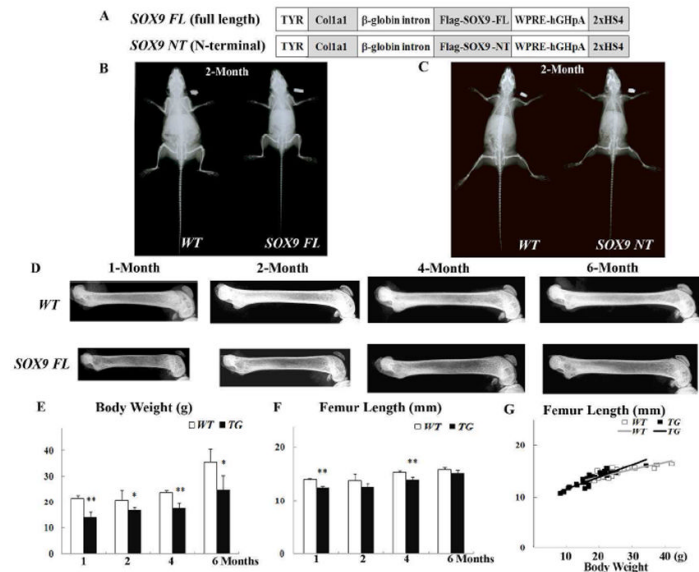 A
SOX9 FL (full length) TYR Col1a1 β-globin intron Flag-SOX9-FL WPRE-hGHpA 2xHS4
SOX9 NT (N-terminal) TYR Col1a1 β-globin intron Flag-SOX9-NT WPRE-hGHpA 2xHS4
B 2-Month
WT SOX9 FL
C 2-Month
WT SOX9 NT
D 1-Month 2-Month 4-Month 6-Month
WT
SOX9 FL
E Body Weight (g)
WT TG
40
30
20
10
0
** * ** *
1 2 4 6 Months
F Femur Length (mm)
WT TG
20
10
0
** **
1 2 4 6 Months
G Femur Length (mm)
WT TG
WT TG
20
10
0
10 20 30 40 (g)
Body Weight